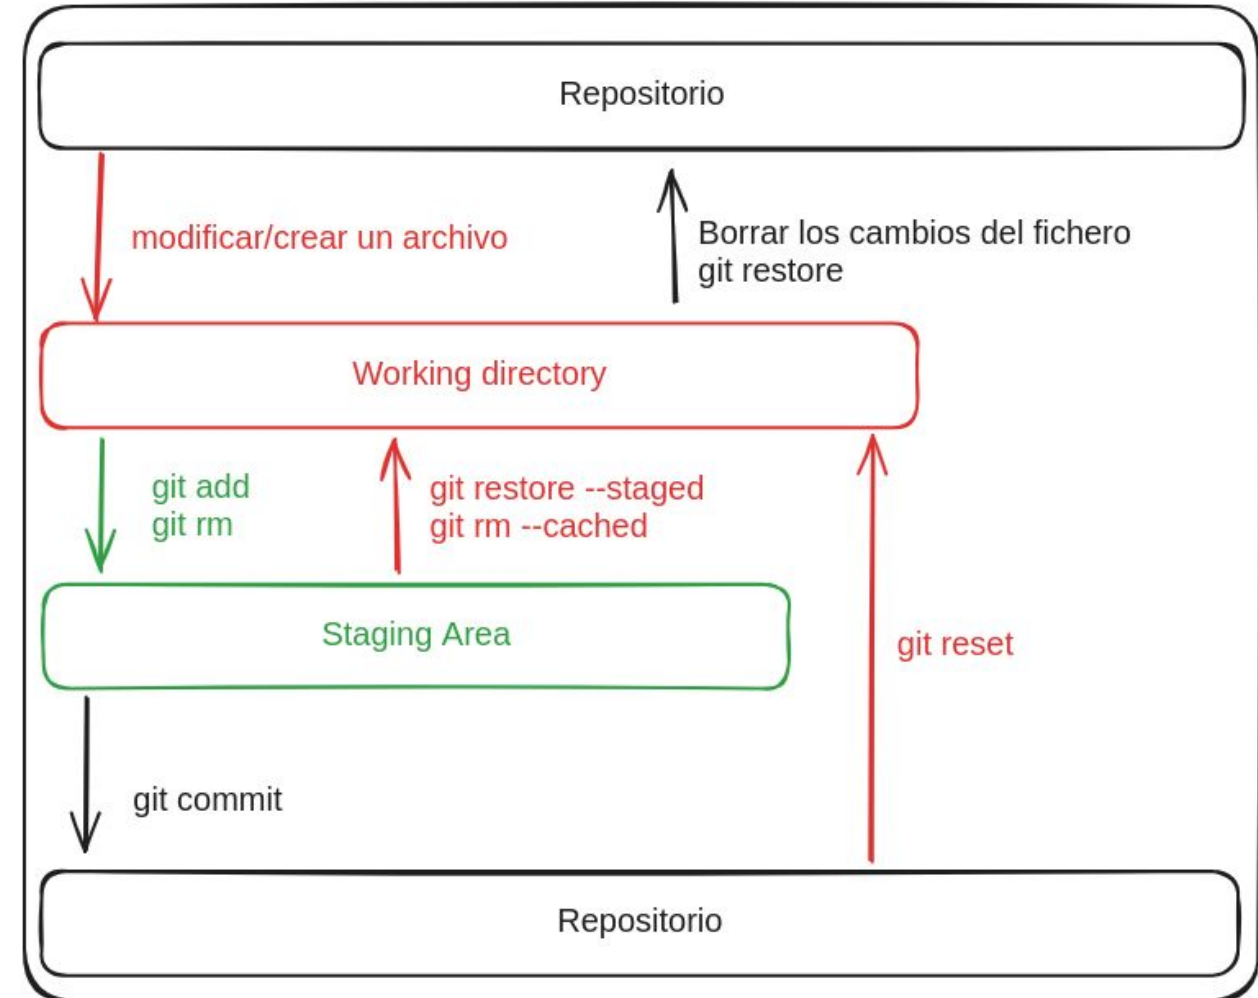 Repositorio
modificar/crear un archivo
Borrar los cambios del fichero
git restore
Working directory
git add
git rm
git restore --staged
git rm --cached
Staging Area
git reset
git commit
Repositorio